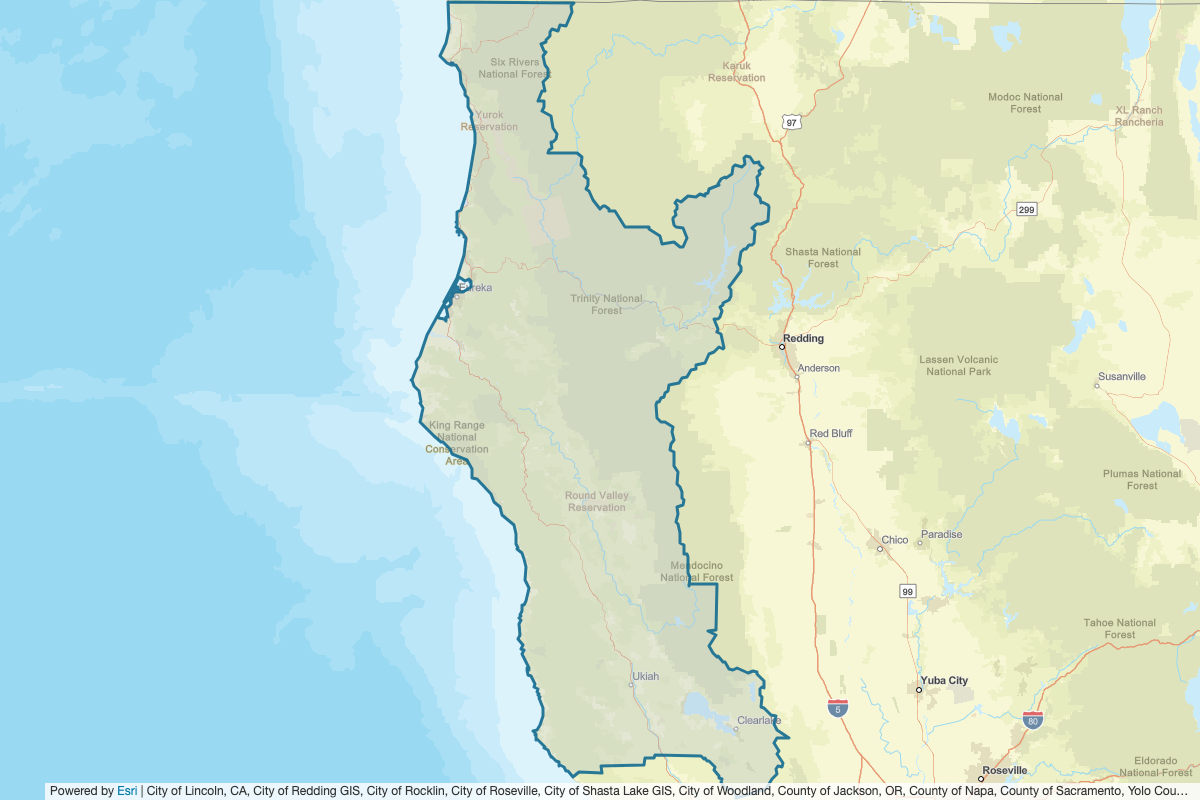 Six Rivers
National Forest
Karuk
Reservation
97
Modoc National
Forest
XL Ranch
Rancheria
Yurok
Reservation
299
Shasta National
Forest
Eureka
Trinity National
Forest
Redding
Anderson
Lassen Volcanic
National Park
Susanville
King Range
National
Conservation
Area
Red Bluff
Round Valley
Reservation
Plumas National
Forest
Chico
Paradise
Mendocino
National Forest
99
Tahoe National
Forest
Ukiah
Yuba City
5
80
Clearlake
Roseville
Eldorado
National Forest
Powered by Esri | City of Lincoln, CA, City of Redding GIS, City of Rocklin, City of Roseville, City of Shasta Lake GIS, City of Woodland, County of Jackson, OR, County of Napa, County of Sacramento, Yolo Cou…